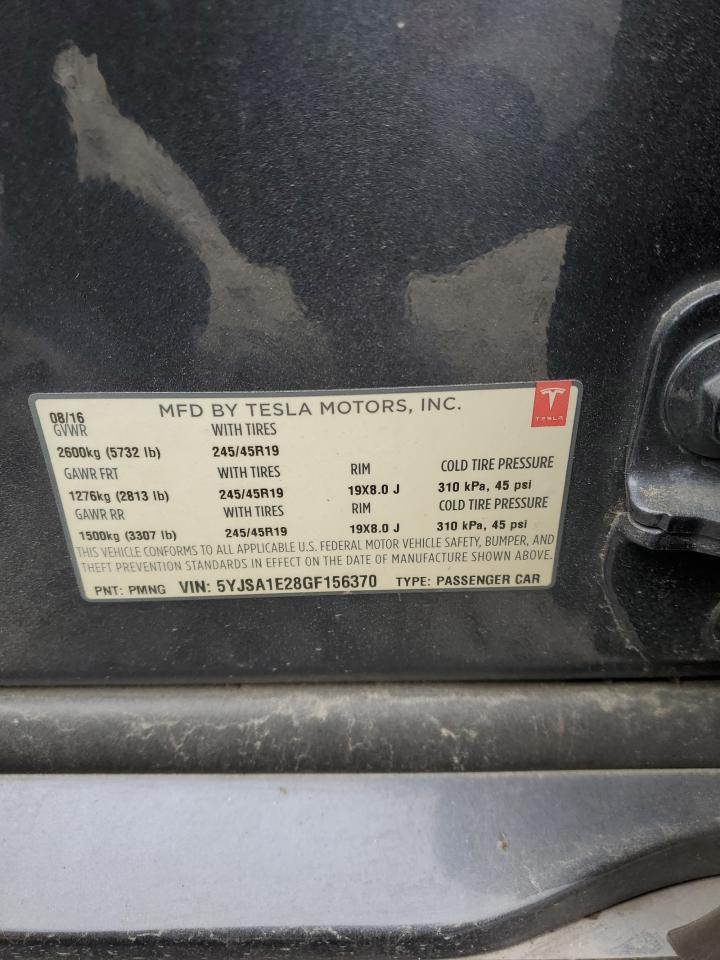 08/16 MFD BY TESLA MOTORS, INC. TESLA
GVWR WITH TIRES
2600kg (5732 lb) 245/45R19
GAWR FRT WITH TIRES RIM COLD TIRE PRESSURE
1276kg (2813 lb) 245/45R19 19X8.0 J 310 kPa, 45 psi
GAWR RR WITH TIRES RIM COLD TIRE PRESSURE
1500kg (3307 lb) 245/45R19 19X8.0 J 310 kPa, 45 psi
THIS VEHICLE CONFORMS TO ALL APPLICABLE U.S. FEDERAL MOTOR VEHICLE SAFETY, BUMPER, AND
THEFT PREVENTION STANDARDS IN EFFECT ON THE DATE OF MANUFACTURE SHOWN ABOVE.
PNT: PMNG VIN: 5YJSA1E28GF156370 TYPE: PASSENGER CAR